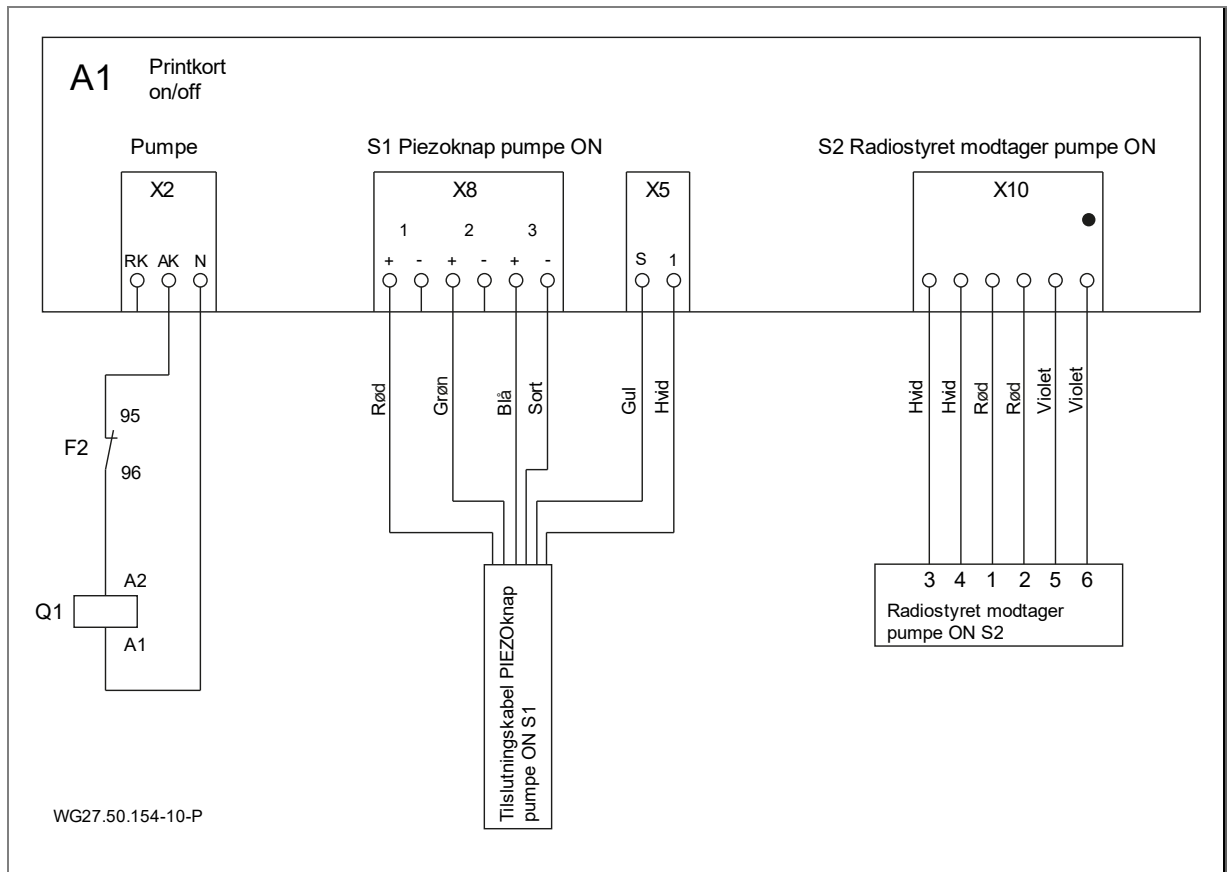 A1
Printkort
on/off
Pumpe
S1 Piezoknap pumpe ON
S2 Radiostyret modtager pumpe ON
X2
X8
X5
X10
1 2 3
RK AK N
+ - + - + -
S 1
Rød
Grøn
Blå
Sort
Gul
Hvid
Hvid
Hvid
Rød
Rød
Violet
Violet
95
F2
96
A2
Q1
A1
3 4 1 2 5 6
Radiostyret modtager
pumpe ON S2
Tilslutningskabel PIEZOknap
pumpe ON S1
WG27.50.154-10-P